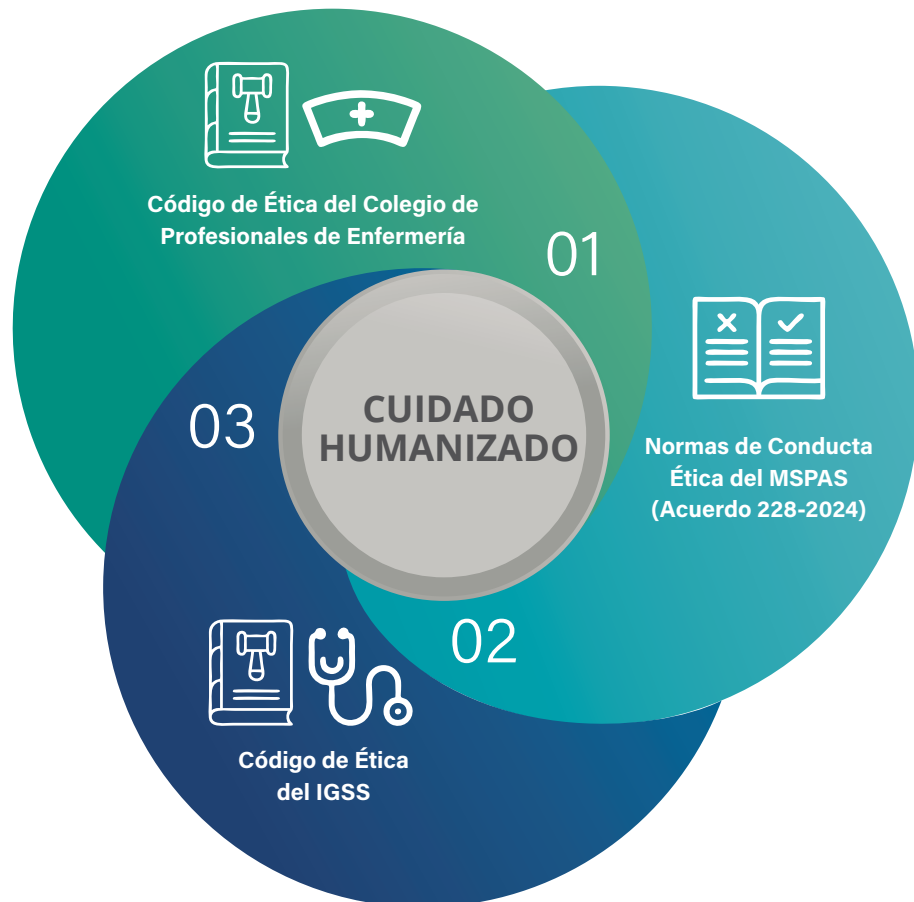 Código de Ética del Colegio de
Profesionales de Enfermería
01
CUIDADO
HUMANIZADO
Normas de Conducta
Ética del MSPAS
(Acuerdo 228-2024)
02
03
Código de Ética
del IGSS